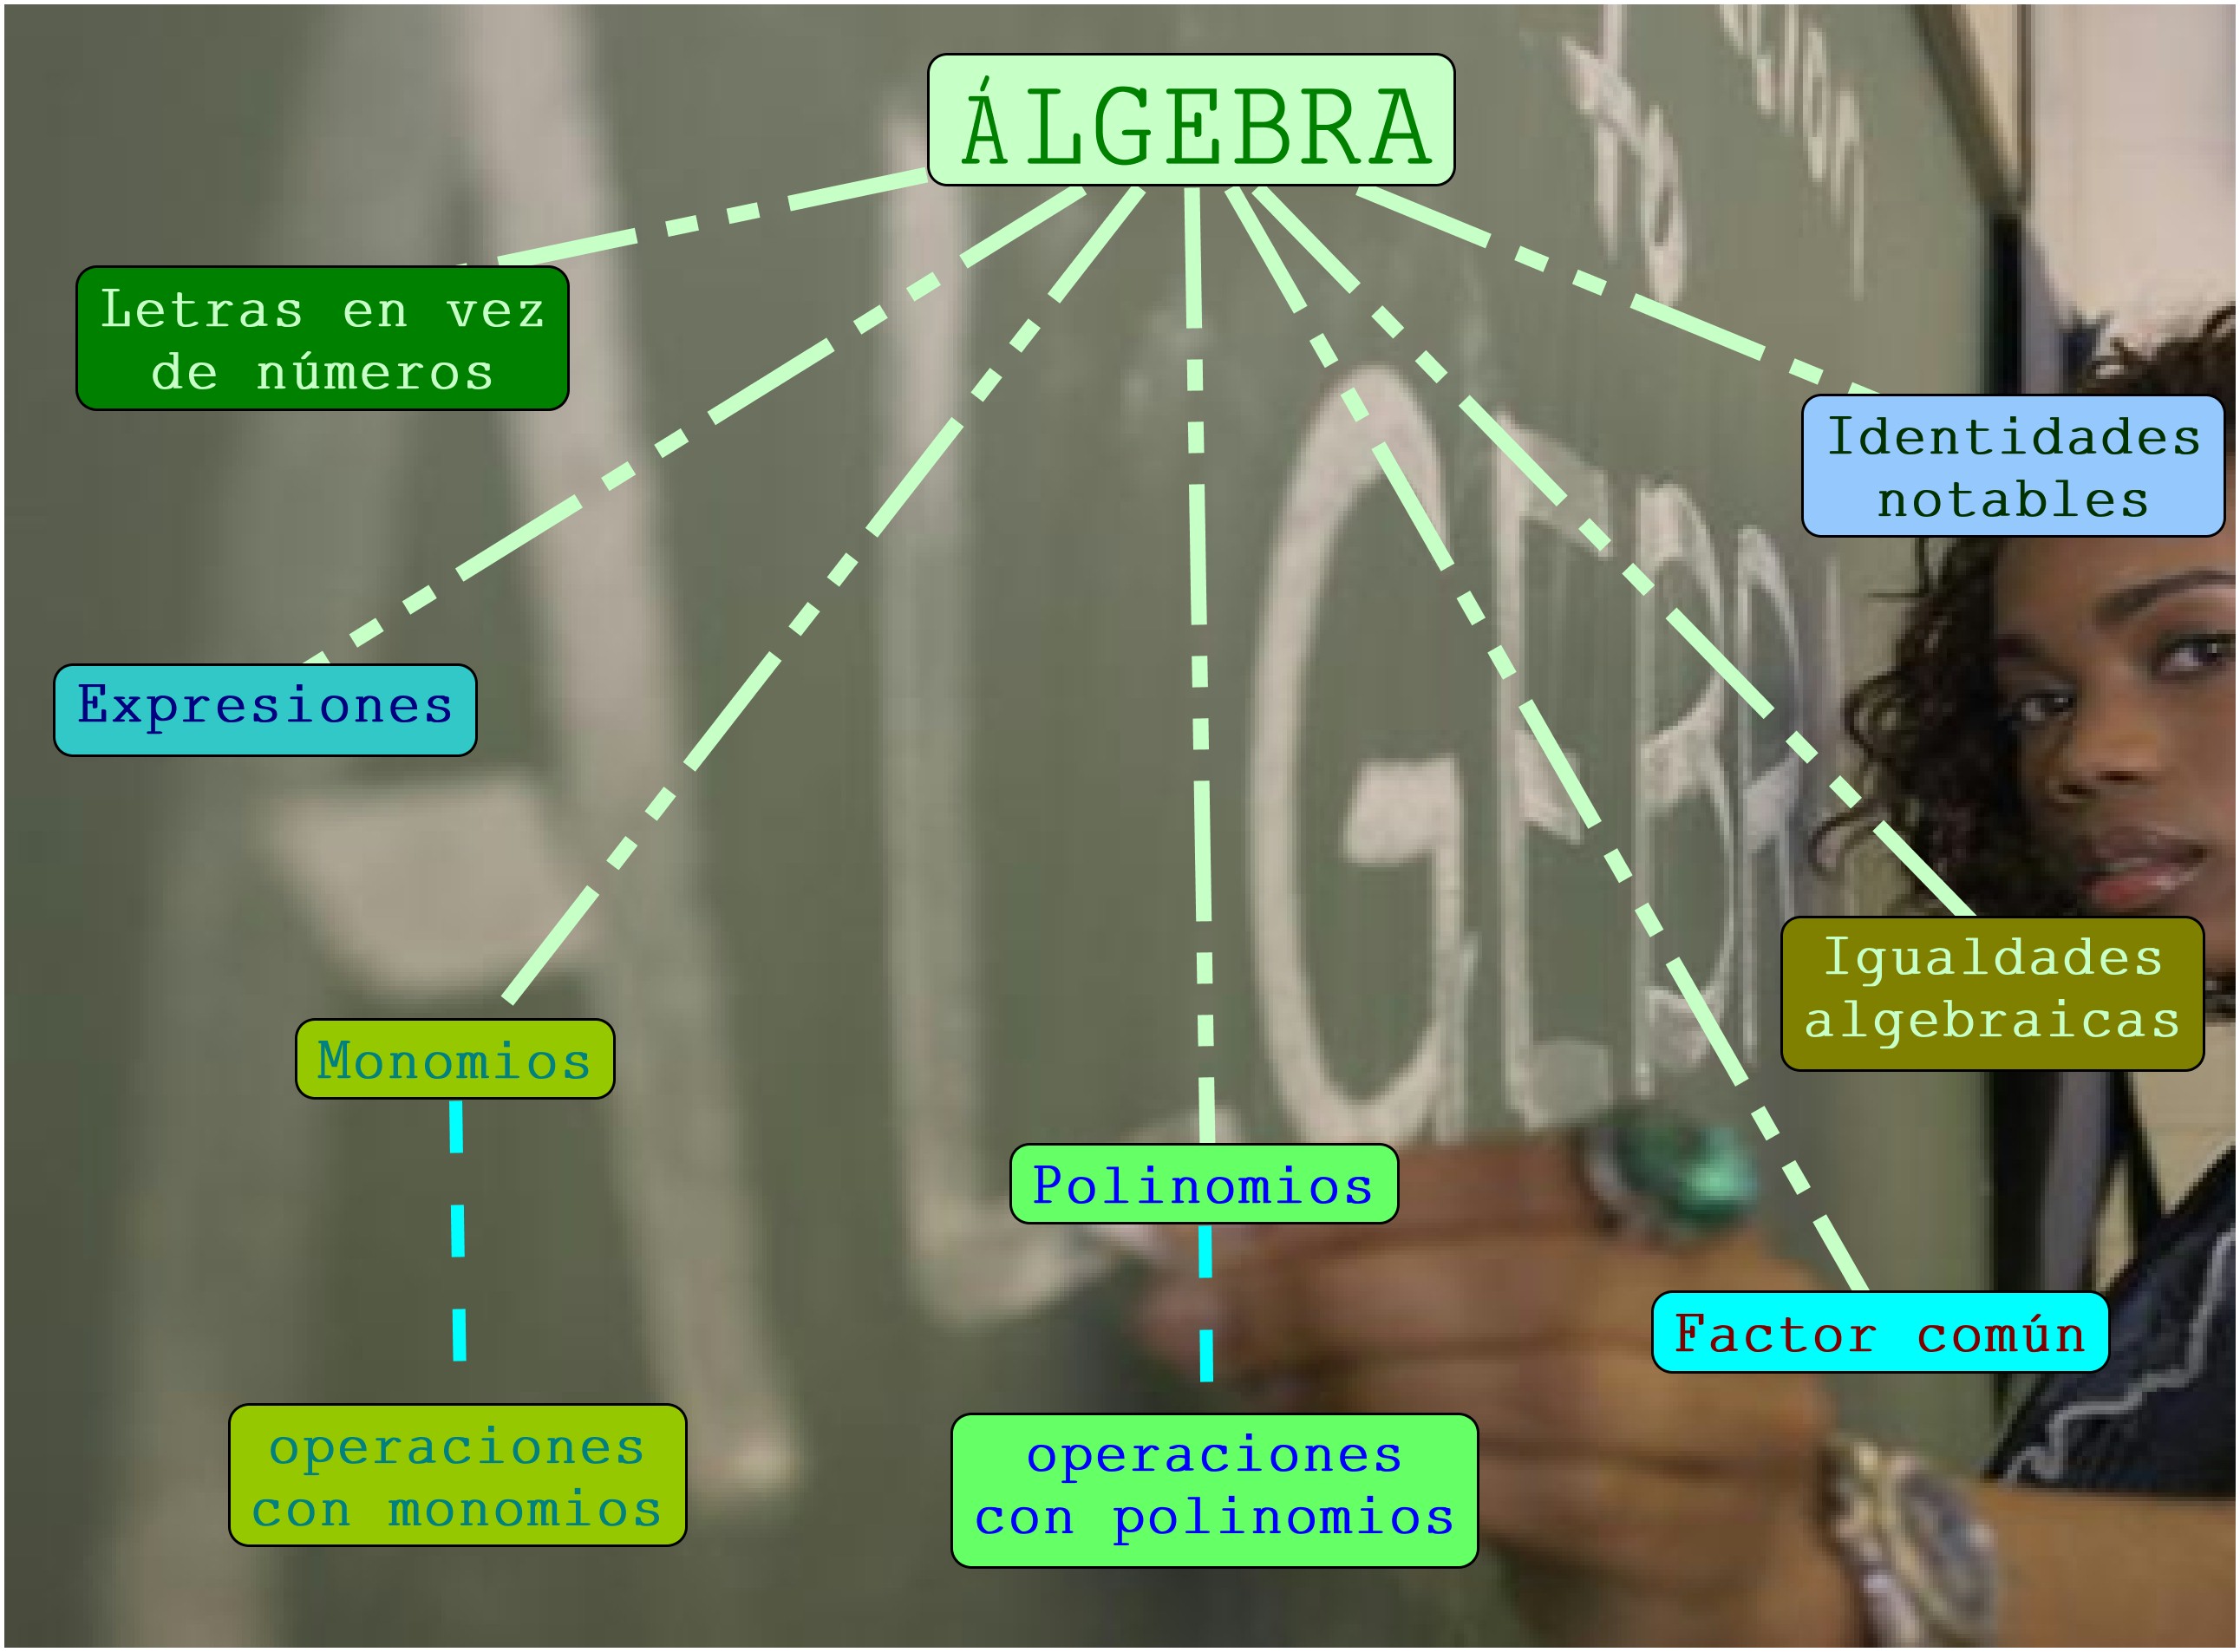 ÁLGEBRA
Letras en vez
de números
Identidades
notables
Expresiones
Igualdades
algebraicas
Monomios
Polinomios
Factor común
operaciones
con monomios
operaciones
con polinomios
ALGEBRA